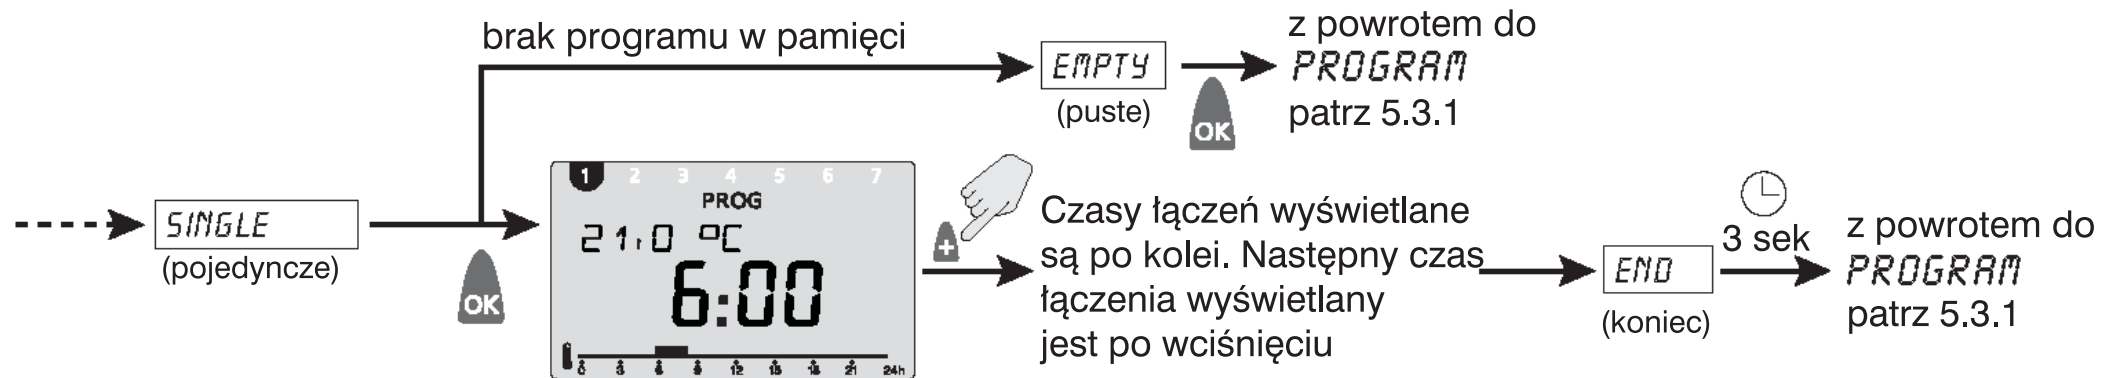 brak programu w pamięci
EMPTY
(puste)
OK
z powrotem do
PROGRAM
patrz 5.3.1
SINGLE
(pojedyncze)
OK
1 2 3 4 5 6 7
PROG
21,0 °C
6:00
0 3 6 9 12 15 18 21 24h
+
Czasy łączeń wyświetlane
są po kolei. Następny czas
łączenia wyświetlany
jest po wciśnięciu
END
(koniec)
3 sek
z powrotem do
PROGRAM
patrz 5.3.1